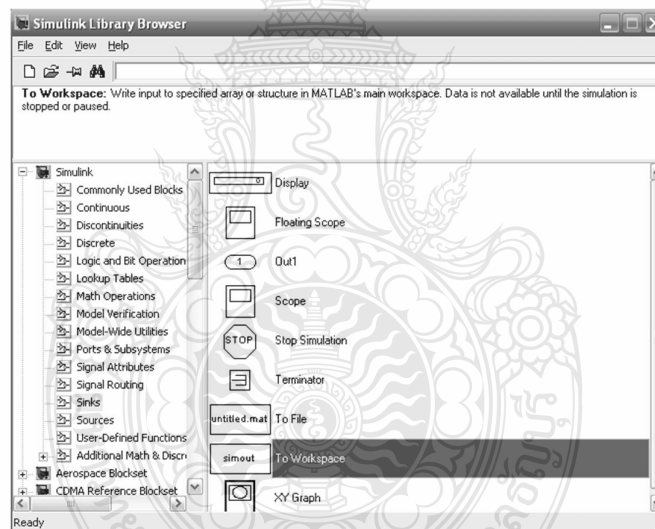 Simulink Library Browser
File Edit View Help
To Workspace: Write input to specified array or structure in MATLAB's main workspace. Data is not available until the simulation is
stopped or paused.
Simulink
Commonly Used Blocks
Continuous
Discontinuities
Discrete
Logic and Bit Operation
Lookup Tables
Math Operations
Model Verification
Model-Wide Utilities
Ports & Subsystems
Signal Attributes
Signal Routing
Sinks
Sources
User-Defined Functions
Additional Math & Discre
Aerospace Blockset
CDMA Reference Blockset
Display
Floating Scope
1 Out1
Scope
STOP Stop Simulation
Terminator
untitled.mat To File
simout To Workspace
XY Graph
Ready